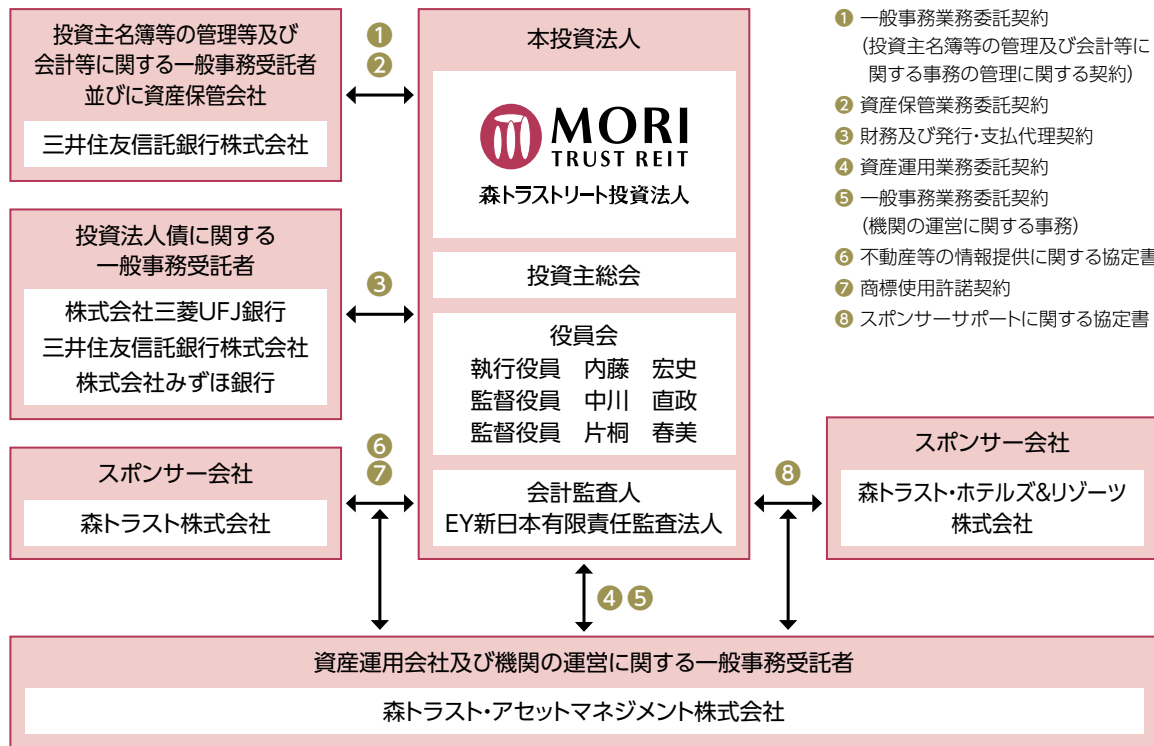 投資主名簿等の管理等及び
会計等に関する一般事務受託者
並びに資産保管会社
三井住友信託銀行株式会社
❶
❷
投資法人債に関する
一般事務受託者
株式会社三菱UFJ銀行
三井住友信託銀行株式会社
株式会社みずほ銀行
❸
スポンサー会社
森トラスト株式会社
❻
❼
本投資法人
MORI
TRUST REIT
森トラストリート投資法人
投資主総会
役員会
執行役員 内藤 宏史
監督役員 中川 直政
監督役員 片桐 春美
会計監査人
EY新日本有限責任監査法人
❽
スポンサー会社
森トラスト・ホテルズ&リゾーツ
株式会社
❹ ❺
資産運用会社及び機関の運営に関する一般事務受託者
森トラスト・アセットマネジメント株式会社
❶ 一般事務業務委託契約
(投資主名簿等の管理及び会計等に
関する事務の管理に関する契約)
❷ 資産保管業務委託契約
❸ 財務及び発行・支払代理契約
❹ 資産運用業務委託契約
❺ 一般事務業務委託契約
(機関の運営に関する事務)
❻ 不動産等の情報提供に関する協定書
❼ 商標使用許諾契約
❽ スポンサーサポートに関する協定書